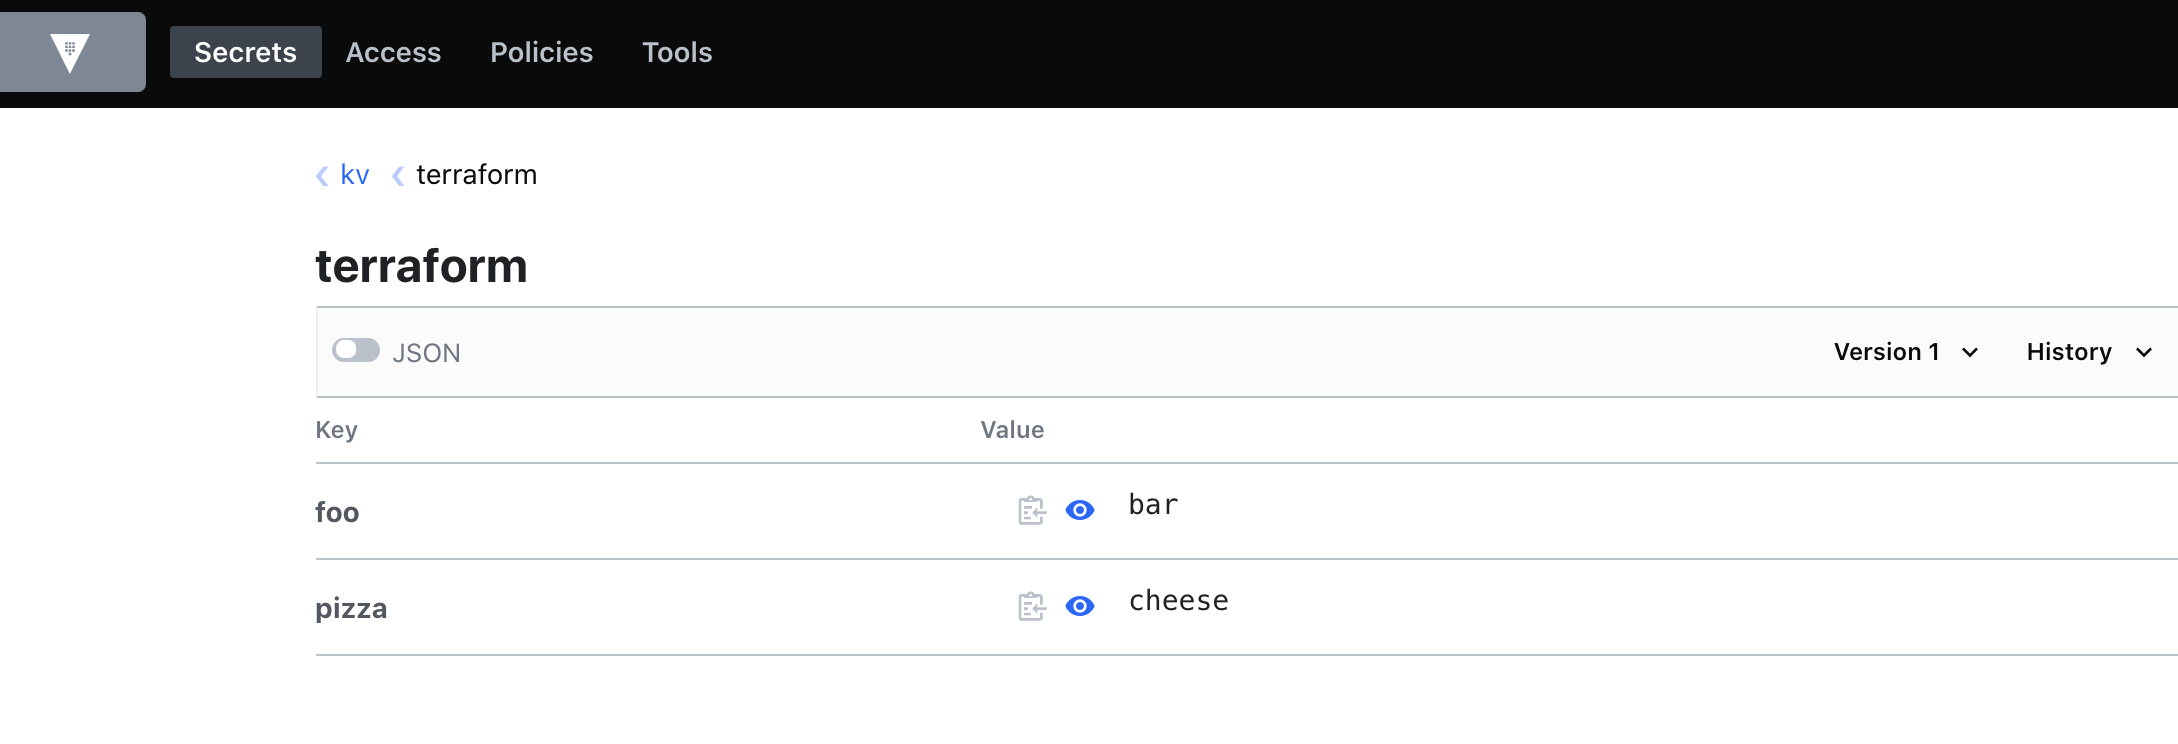 Secrets Access Policies Tools
kv terraform
terraform
JSON Version 1 History
Key Value
foo bar
pizza cheese